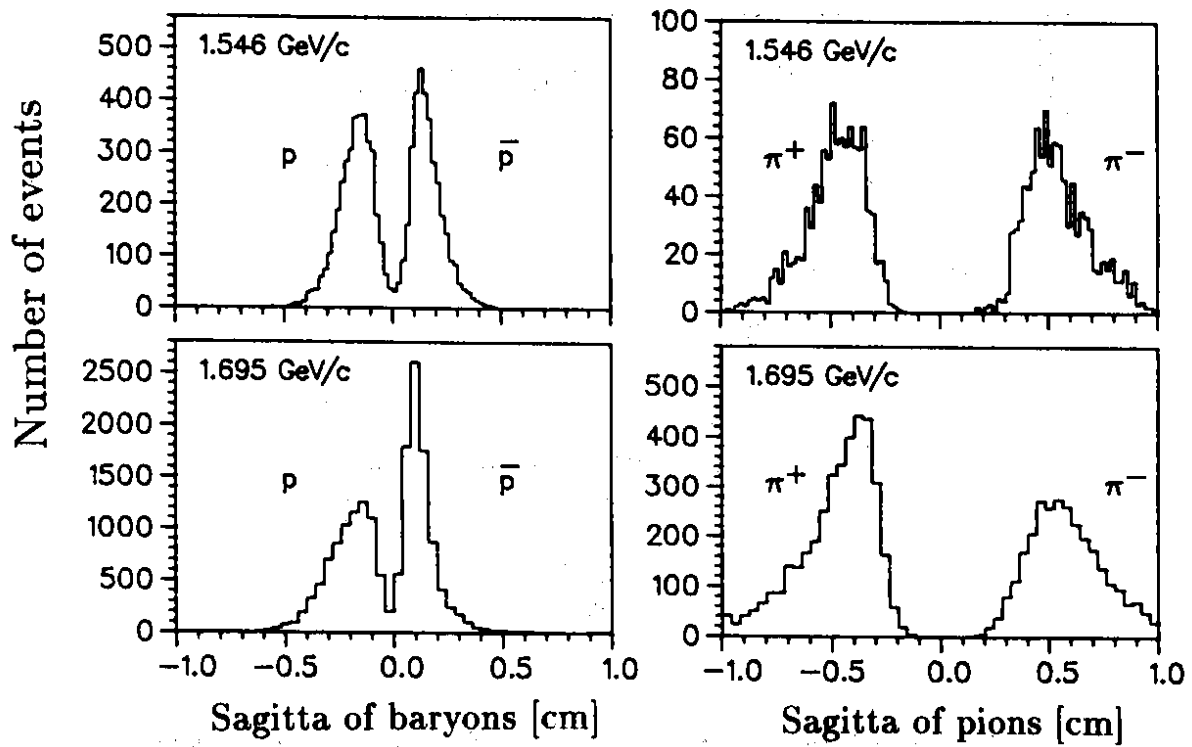 Number of events
1.546 GeV/c
p
p̄
500
400
300
200
100
0
1.546 GeV/c
π+
π−
100
80
60
40
20
0
1.695 GeV/c
p
p̄
2500
2000
1500
1000
500
0
−1.0 −0.5 0.0 0.5 1.0
Sagitta of baryons [cm]
1.695 GeV/c
π+
π−
500
400
300
200
100
0
−1.0 −0.5 0.0 0.5 1.0
Sagitta of pions [cm]